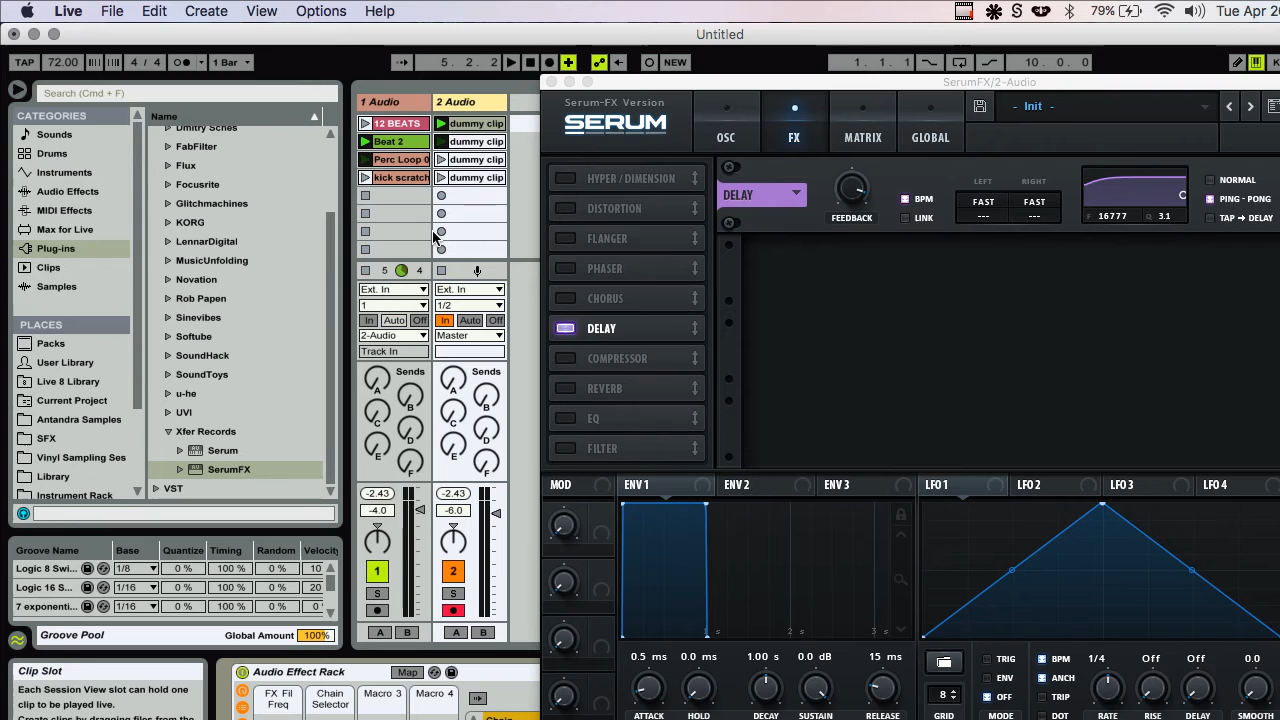 Live File Edit Create View Options Help 79% Tue Apr 2
Untitled
TAP 72.00 4 / 4 1 Bar 5. 2. 2 NEW 1. 1. 1 10. 0. 0
Search (Cmd + F)
CATEGORIES
Sounds
Drums
Instruments
Audio Effects
MIDI Effects
Max for Live
Plug-ins
Clips
Samples
PLACES
Packs
User Library
Live 8 Library
Current Project
Antandra Samples
SFX
Vinyl Sampling Ses
Library
Instrument Rack
Name
Dmitry Sches
FabFilter
Flux
Focusrite
Glitchmachines
KORG
LennarDigital
MusicUnfolding
Novation
Rob Papen
Sinevibes
Softube
SoundHack
SoundToys
u-he
UVI
Xfer Records
Serum
SerumFX
VST
Groove Name Base Quantize Timing Random Velocity
Logic 8 Swi... 1/8 0 % 100 % 0 % 10
Logic 16 S... 1/16 0 % 100 % 0 % 20
7 exponenti... 1/16 0 % 100 % 0 % 0
Groove Pool Global Amount 100%
Clip Slot
Each Session View slot can hold one
clip to be played live.
1 Audio 2 Audio
12 BEATS dummy clip
Beat 2 dummy clip
Perc Loop 0 dummy clip
kick scratch dummy clip
5 4
Ext. In Ext. In
1 1/2
In Auto Off In Auto Off
2-Audio Master
Track In
Sends Sends
A B A B
C D C D
E F E F
-2.43 -2.43
-4.0 -6.0
1 2
S S
A B A B
Audio Effect Rack Map
FX Fil Freq
Chain Selector
Macro 3
Macro 4
Chain
SerumFX/2-Audio
Serum-FX Version
SERUM
OSC FX MATRIX GLOBAL
- Init -
HYPER / DIMENSION
DISTORTION
FLANGER
PHASER
CHORUS
DELAY
COMPRESSOR
REVERB
EQ
FILTER
DELAY
FEEDBACK
BPM
LINK
LEFT RIGHT
FAST FAST
--- ---
F 16777 Q 3.1
NORMAL
PING - PONG
TAP ➔ DELAY
MOD ENV 1 ENV 2 ENV 3 LFO 1 LFO 2 LFO 3 LFO 4
1 s 2 s 3 s
0.5 ms 0.0 ms 1.00 s 0.0 dB 15 ms
ATTACK HOLD DECAY SUSTAIN RELEASE
8
GRID
TRIG
ENV
OFF
MODE
BPM
ANCH
TRIP
DOT
1/4 Off Off 0.0
RATE RISE DELAY SMOOTH